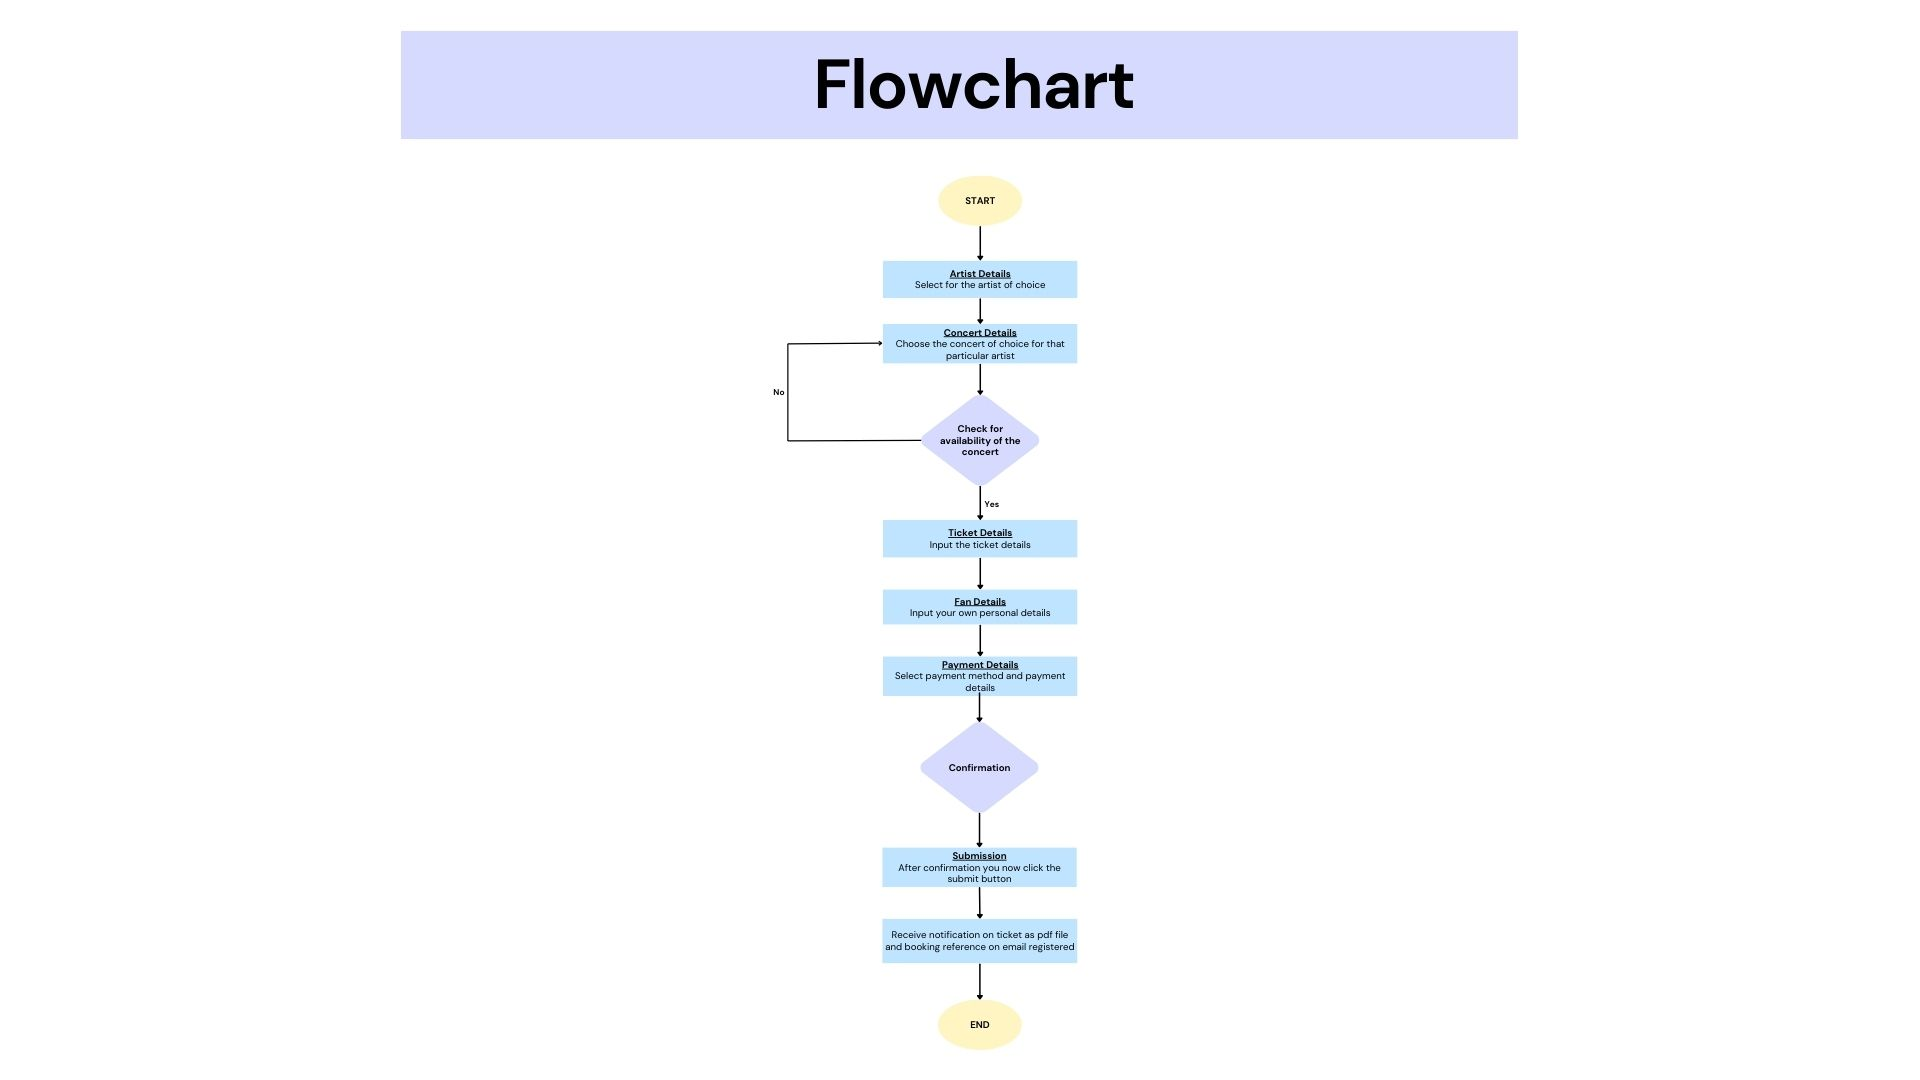 Flowchart
START
Artist Details
Select for the artist of choice
Concert Details
Choose the concert of choice for that
particular artist
No
Check for
availability of the
concert
Yes
Ticket Details
Input the ticket details
Fan Details
Input your own personal details
Payment Details
Select payment method and payment
details
Confirmation
Submission
After confirmation you now click the
submit button
Receive notification on ticket as pdf file
and booking reference on email registered
END